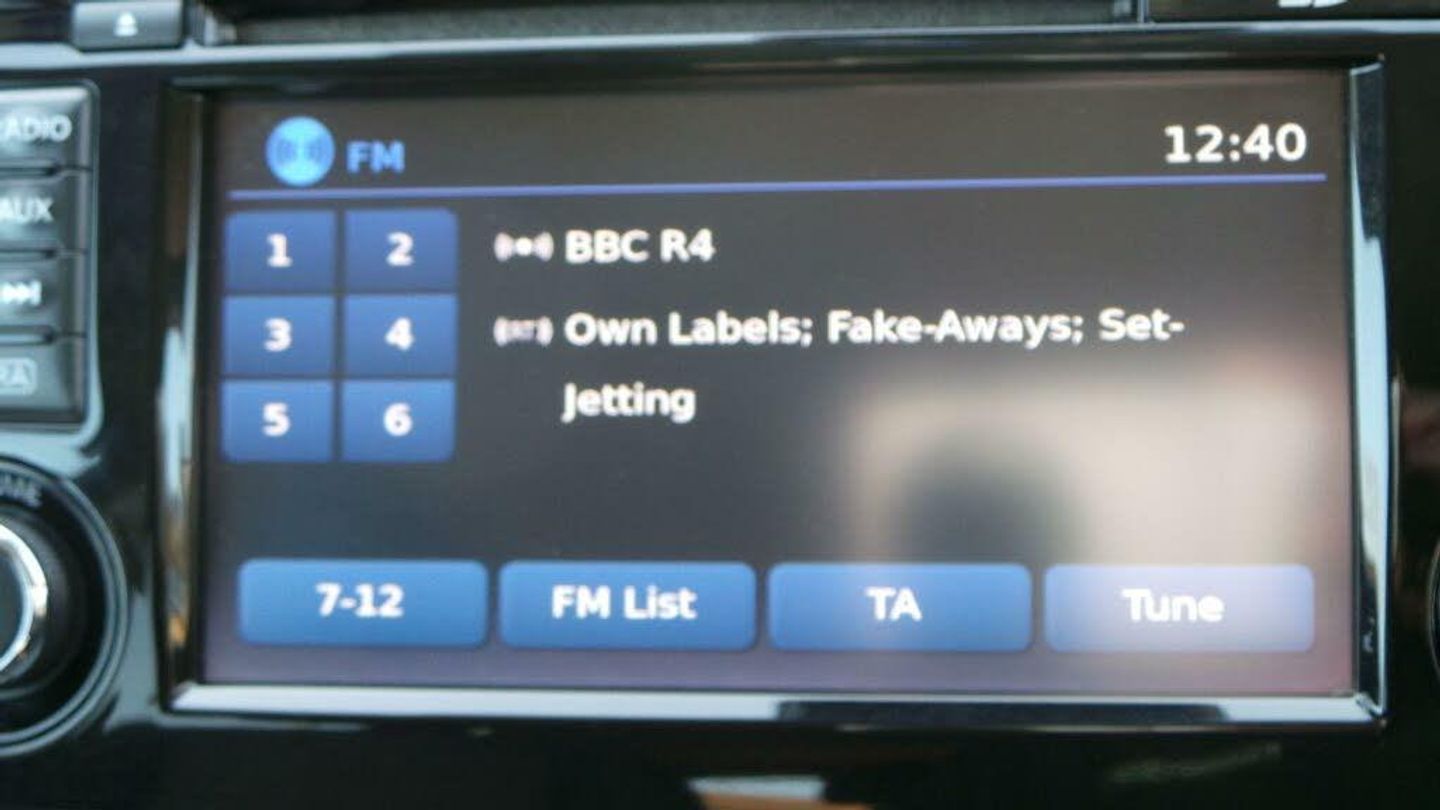 FM
12:40
1 2
3 4
5 6
BBC R4
Own Labels; Fake-Aways; Set-
Jetting
7-12 FM List TA Tune
AUX